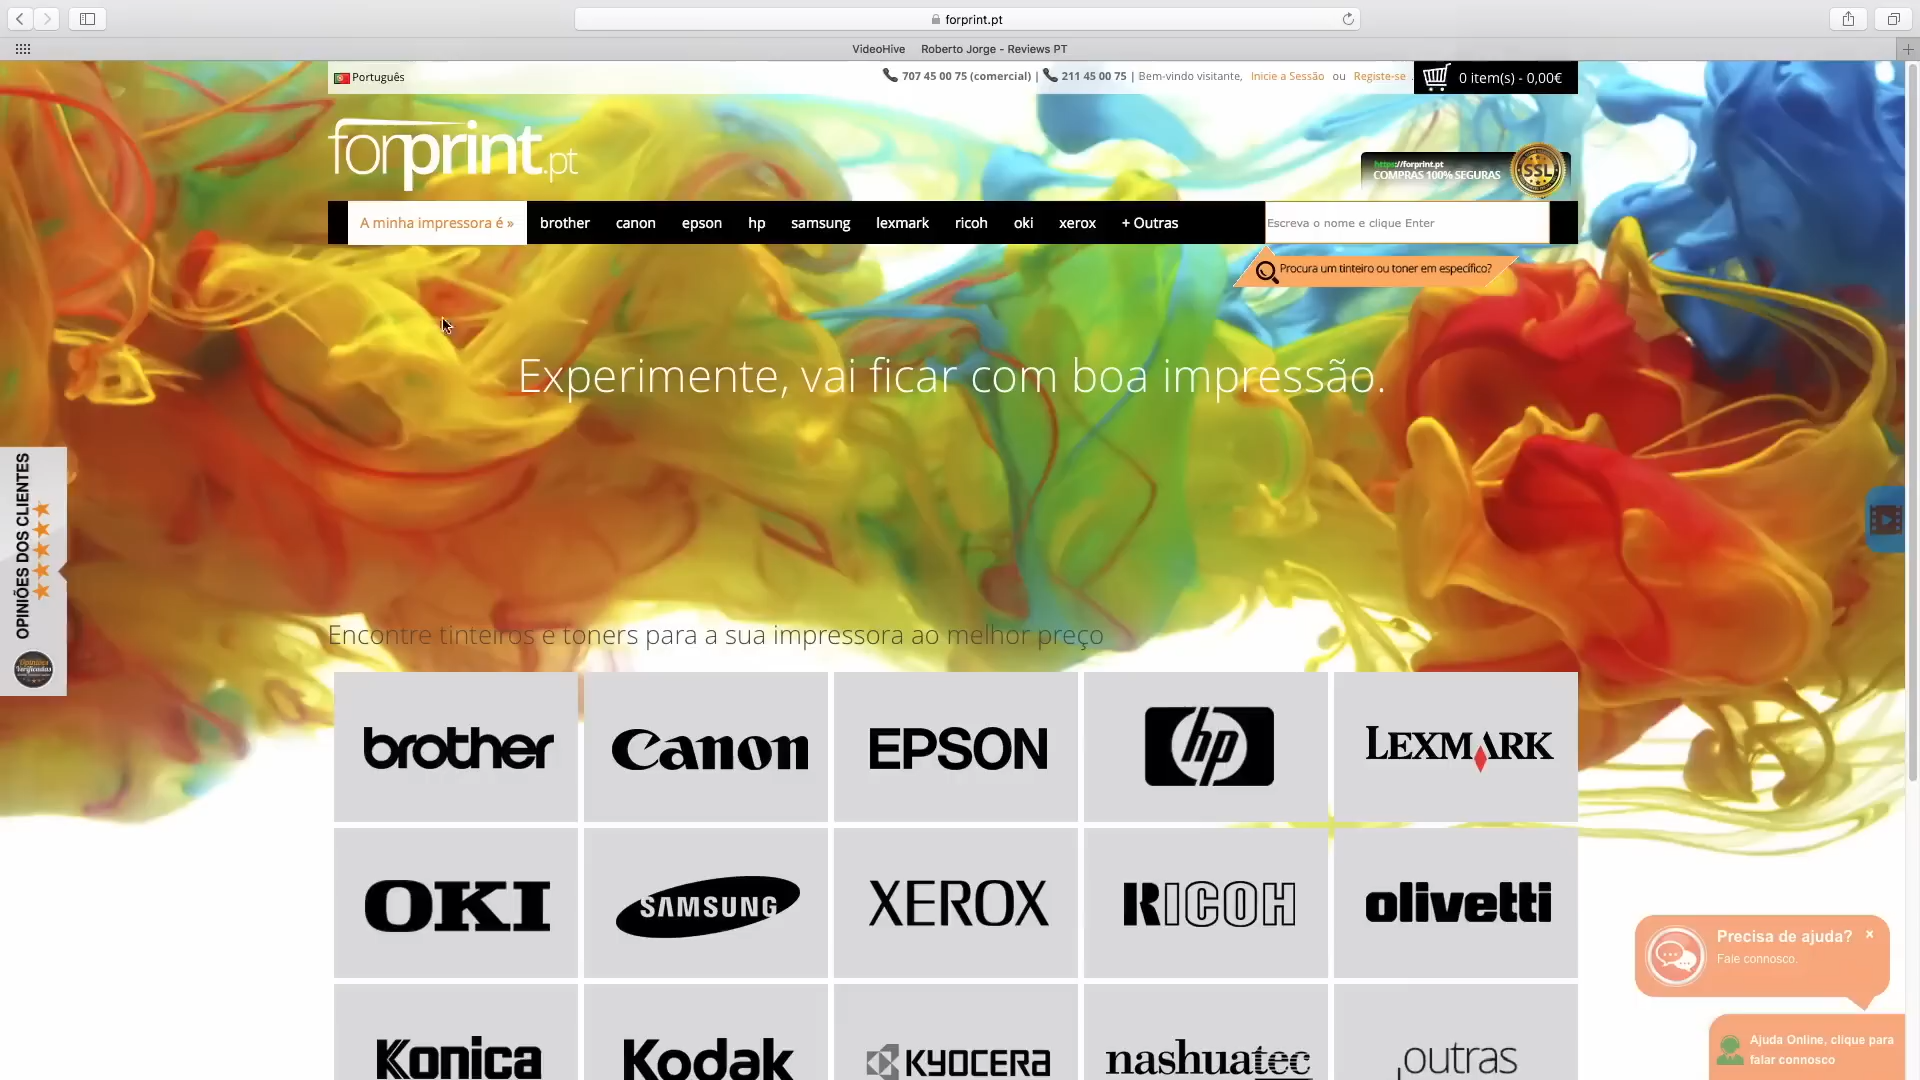 forprint.pt
VideoHive Roberto Jorge - Reviews PT
Português
707 45 00 75 (comercial) | 211 45 00 75 | Bem-vindo visitante, Inicie a Sessão ou Registe-se .
0 item(s) - 0,00€
forprint.pt
https://forprint.pt
COMPRAS 100% SEGURAS
SSL
A minha impressora é » brother canon epson hp samsung lexmark ricoh oki xerox + Outras
Escreva o nome e clique Enter
Procura um tinteiro ou toner em específico?
Experimente, vai ficar com boa impressão.
OPINIÕES DOS CLIENTES
Opiniões
Verificadas
Encontre tinteiros e toners para a sua impressora ao melhor preço
brother Canon EPSON hp LEXMARK
OKI SAMSUNG XEROX RICOH olivetti
Konica Kodak KYOCERA nashuatec outras
Precisa de ajuda? ×
Fale connosco.
Ajuda Online, clique para
falar connosco